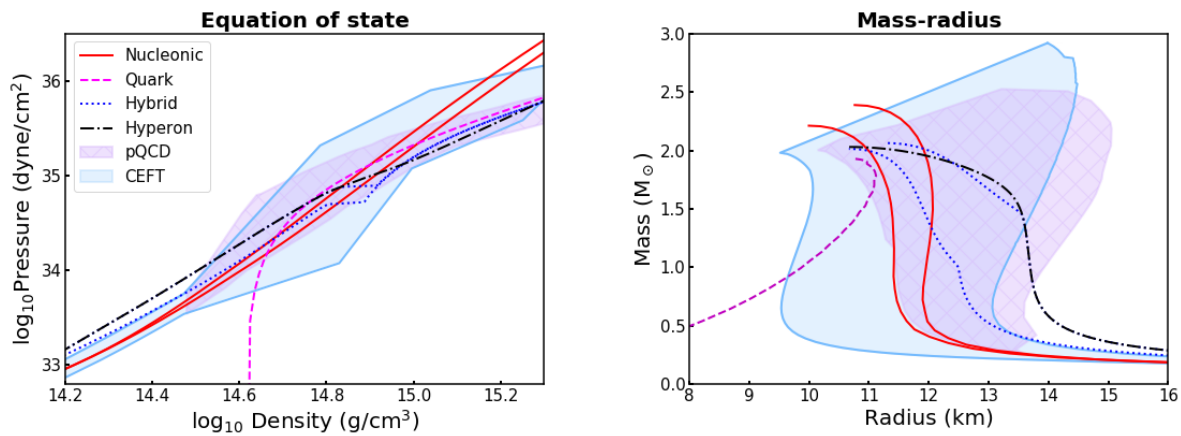 Equation of state
log₁₀ Pressure (dyne/cm²)
36
35
34
33
Nucleonic
Quark
Hybrid
Hyperon
pQCD
CEFT
14.2 14.4 14.6 14.8 15.0 15.2
log₁₀ Density (g/cm³)
Mass-radius
Mass (M⊙)
3.0
2.5
2.0
1.5
1.0
0.5
0.0
8 9 10 11 12 13 14 15 16
Radius (km)